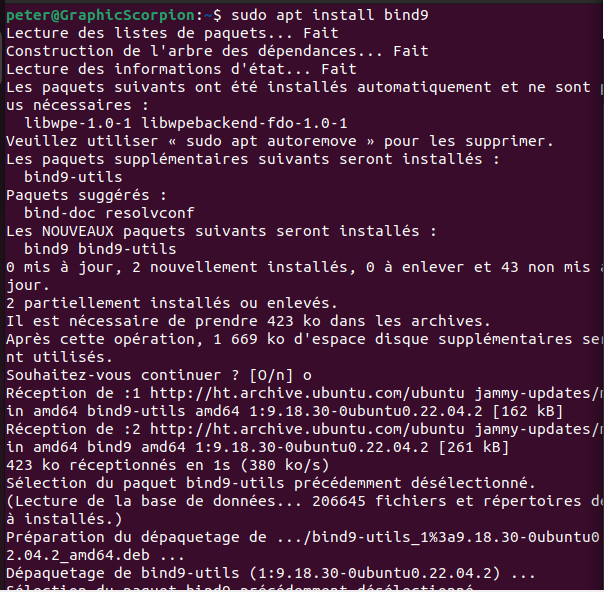 peter@GraphicScorpion:~$ sudo apt install bind9
Lecture des listes de paquets... Fait
Construction de l'arbre des dépendances... Fait
Lecture des informations d'état... Fait
Les paquets suivants ont été installés automatiquement et ne sont p
us nécessaires :
  libwpe-1.0-1 libwpebackend-fdo-1.0-1
Veuillez utiliser « sudo apt autoremove » pour les supprimer.
Les paquets supplémentaires suivants seront installés :
  bind9-utils
Paquets suggérés :
  bind-doc resolvconf
Les NOUVEAUX paquets suivants seront installés :
  bind9 bind9-utils
0 mis à jour, 2 nouvellement installés, 0 à enlever et 43 non mis à
jour.
2 partiellement installés ou enlevés.
Il est nécessaire de prendre 423 ko dans les archives.
Après cette opération, 1 669 ko d'espace disque supplémentaires ser
nt utilisés.
Souhaitez-vous continuer ? [O/n] o
Réception de :1 http://ht.archive.ubuntu.com/ubuntu jammy-updates/m
in amd64 bind9-utils amd64 1:9.18.30-0ubuntu0.22.04.2 [162 kB]
Réception de :2 http://ht.archive.ubuntu.com/ubuntu jammy-updates/m
in amd64 bind9 amd64 1:9.18.30-0ubuntu0.22.04.2 [261 kB]
423 ko réceptionnés en 1s (380 ko/s)
Sélection du paquet bind9-utils précédemment désélectionné.
(Lecture de la base de données... 206645 fichiers et répertoires dé
à installés.)
Préparation du dépaquetage de .../bind9-utils_1%3a9.18.30-0ubuntu0
2.04.2_amd64.deb ...
Dépaquetage de bind9-utils (1:9.18.30-0ubuntu0.22.04.2) ...
Sélection du paquet bind9 précédemment désélectionné.